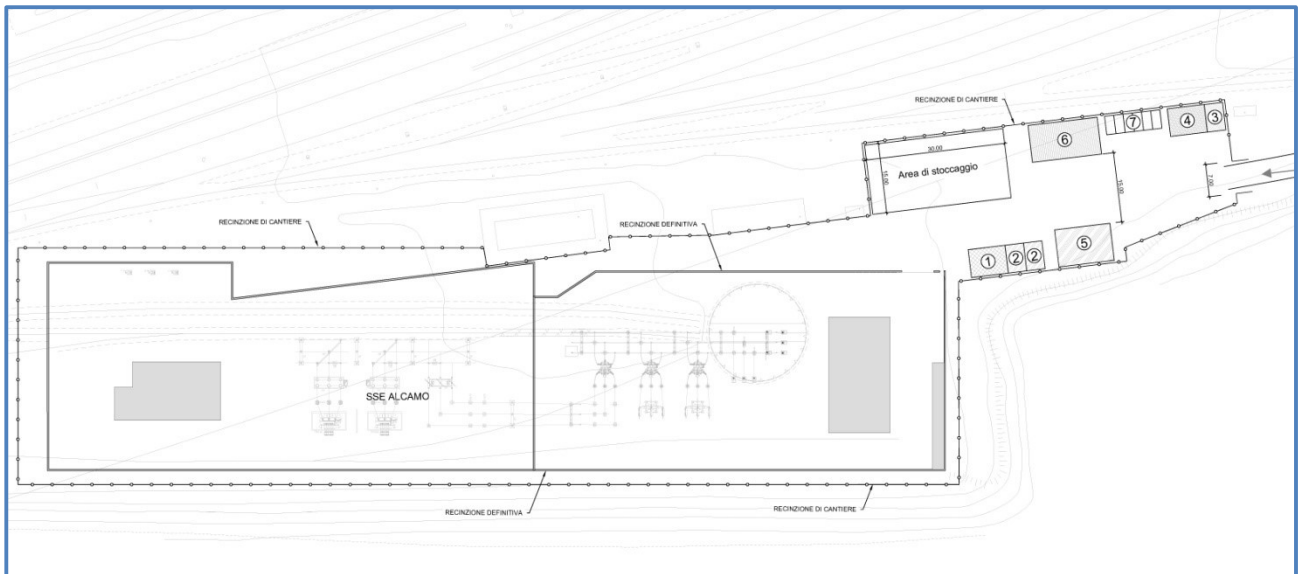 RECINZIONE DI CANTIERE
7
4
3
6
30.00
15.00
Area di stoccaggio
15.00
7.00
RECINZIONE DI CANTIERE
RECINZIONE DEFINITIVA
5
1
2
2
SSE ALCAMO
RECINZIONE DEFINITIVA
RECINZIONE DI CANTIERE